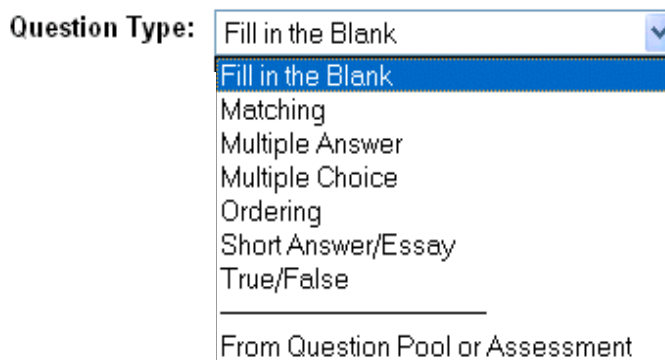 Question Type: Fill in the Blank
Fill in the Blank
Matching
Multiple Answer
Multiple Choice
Ordering
Short Answer/Essay
True/False
From Question Pool or Assessment